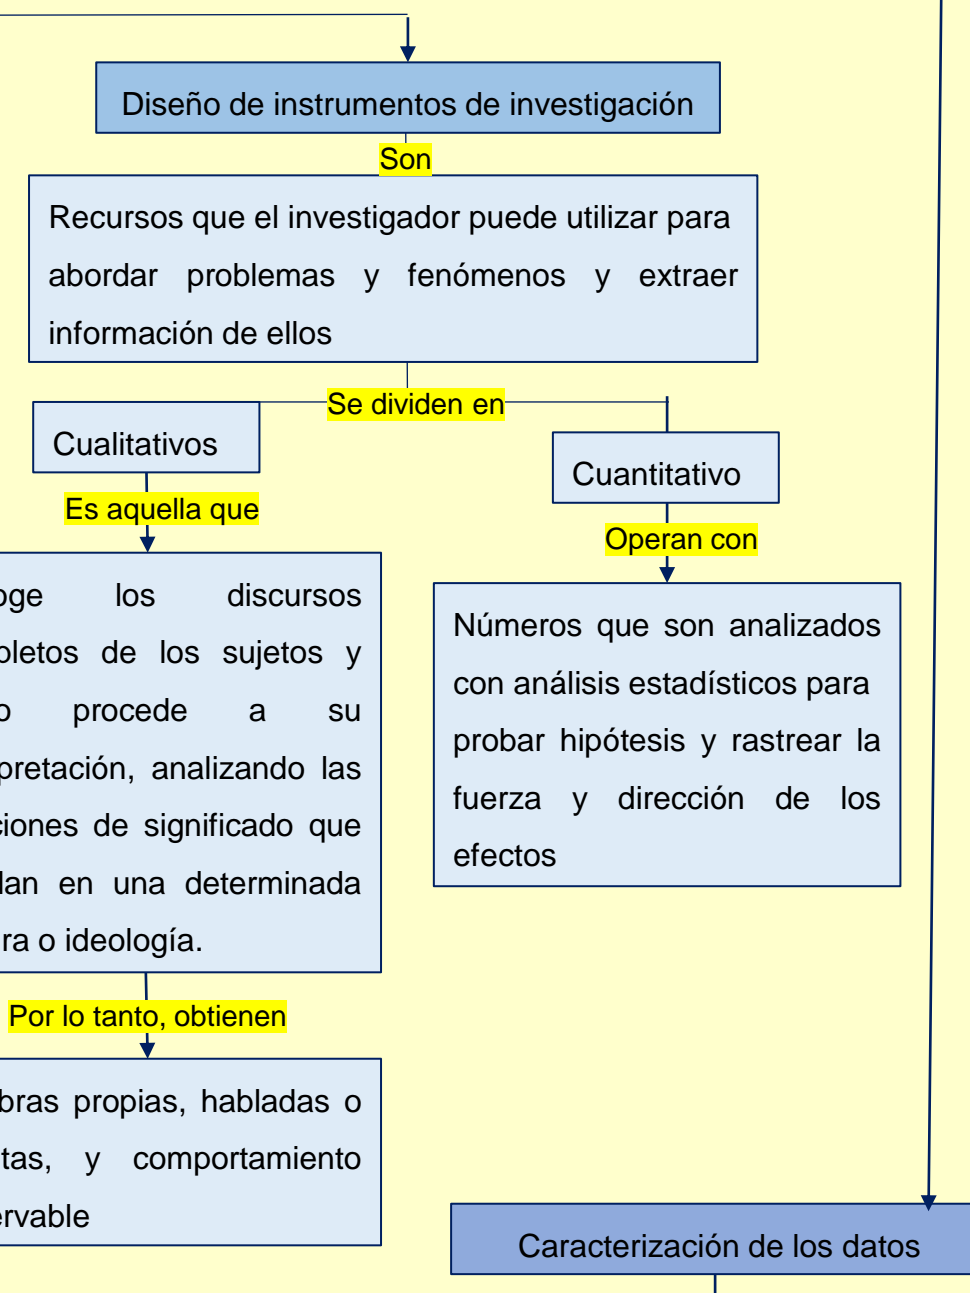 Diseño de instrumentos de investigación
Son
Recursos que el investigador puede utilizar para
abordar problemas y fenómenos y extraer
información de ellos
Se dividen en
Cualitativos
Es aquella que
los discursos
de los sujetos y
procede a su
analizando las
de significado que
en una determinada
o ideología.
Por lo tanto, obtienen
propias, habladas o
y comportamiento
Cuantitativo
Operan con
Números que son analizados
con análisis estadísticos para
probar hipótesis y rastrear la
fuerza y dirección de los
efectos
Caracterización de los datos